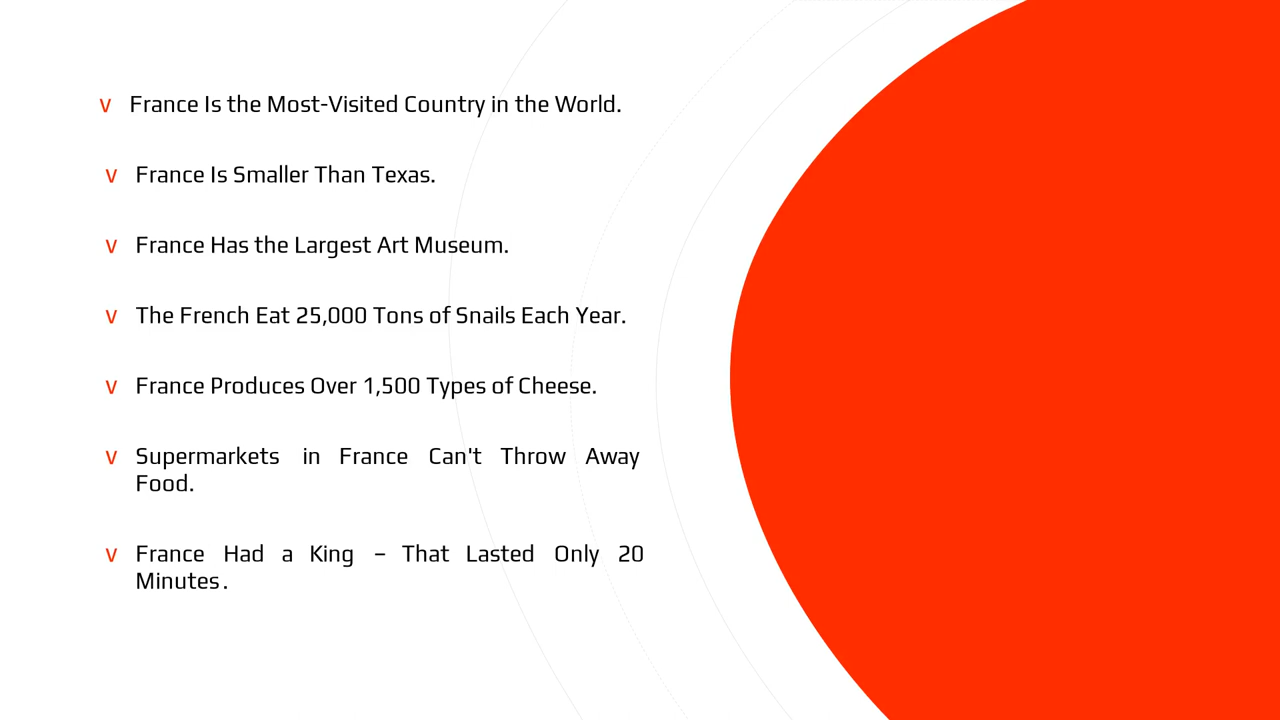 v France Is the Most-Visited Country in the World.
v France Is Smaller Than Texas.
v France Has the Largest Art Museum.
v The French Eat 25,000 Tons of Snails Each Year.
v France Produces Over 1,500 Types of Cheese.
v Supermarkets in France Can't Throw Away
Food.
v France Had a King – That Lasted Only 20
Minutes.